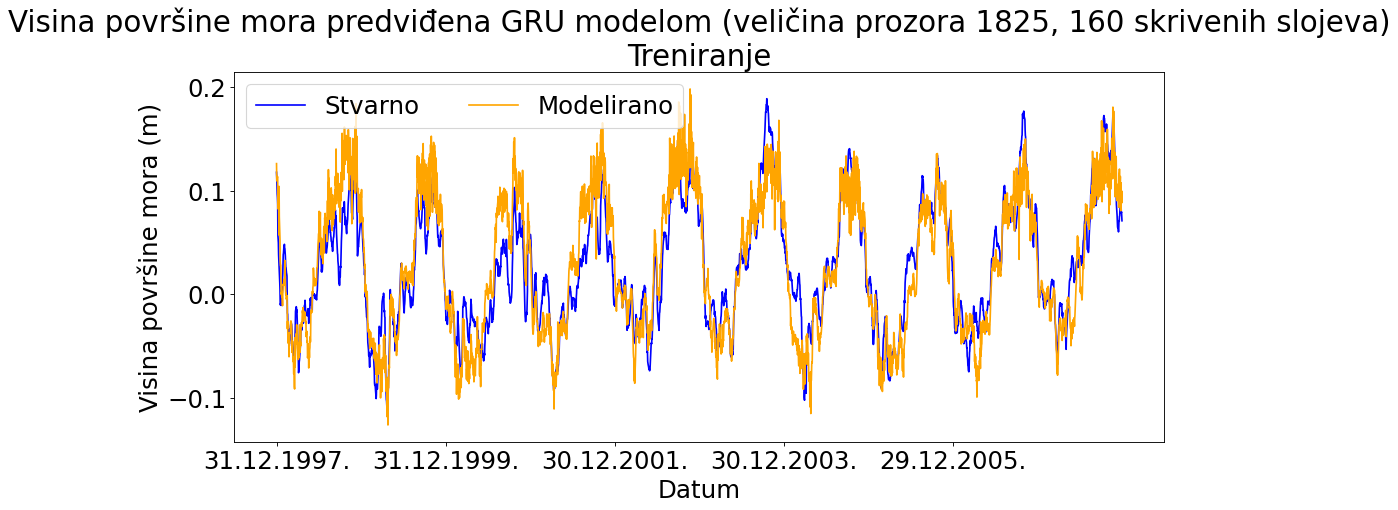 Visina površine mora predviđena GRU modelom (veličina prozora 1825, 160 skrivenih slojeva)
Treniranje
Stvarno
Modelirano
Visina površine mora (m)
0.2
0.1
0.0
−0.1
31.12.1997.
31.12.1999.
30.12.2001.
30.12.2003.
29.12.2005.
Datum